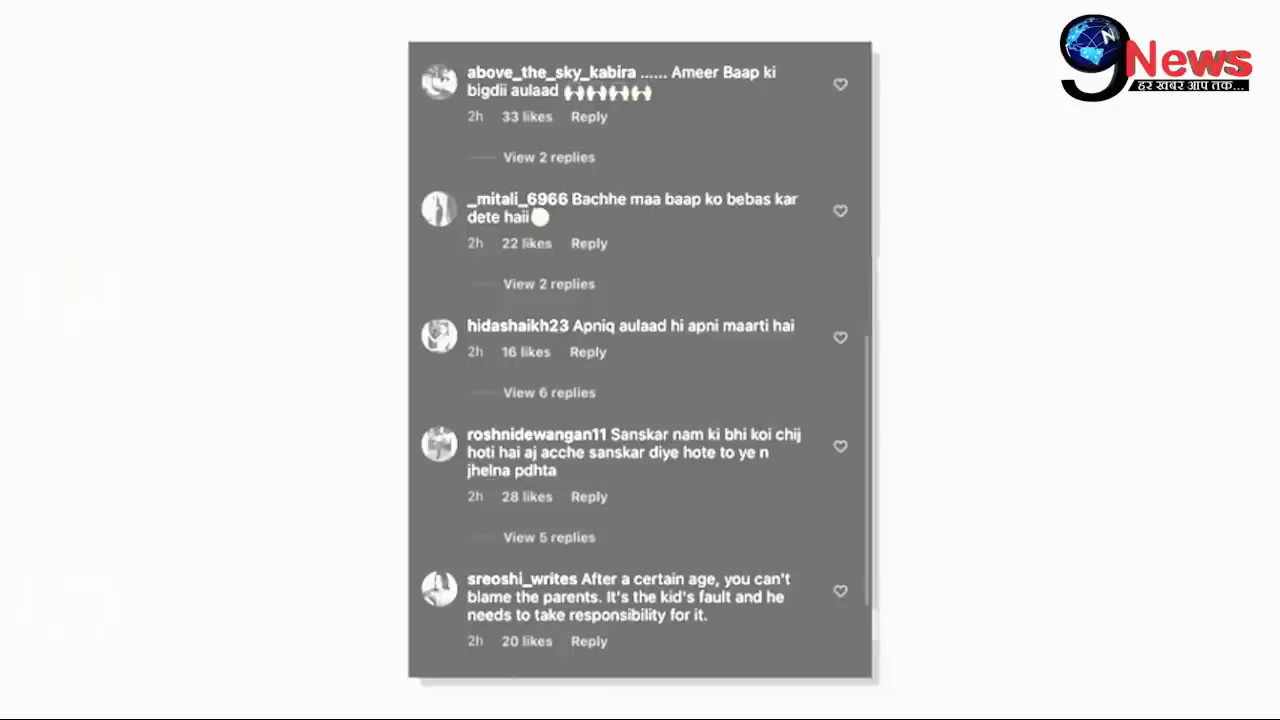 9News
हर खबर आप तक...
above_the_sky_kabira ...... Ameer Baap ki
bigdii aulaad 🙌🙌🙌🙌
2h 33 likes Reply
View 2 replies
_mitali_6966 Bachhe maa baap ko bebas kar
dete haii
2h 22 likes Reply
View 2 replies
hidashaikh23 Apniq aulaad hi apni maarti hai
2h 16 likes Reply
View 6 replies
roshnidewangan11 Sanskar nam ki bhi koi chij
hoti hai aj acche sanskar diye hote to ye n
jhelna pdhta
2h 28 likes Reply
View 5 replies
sreoshi_writes After a certain age, you can't
blame the parents. It's the kid's fault and he
needs to take responsibility for it.
2h 20 likes Reply